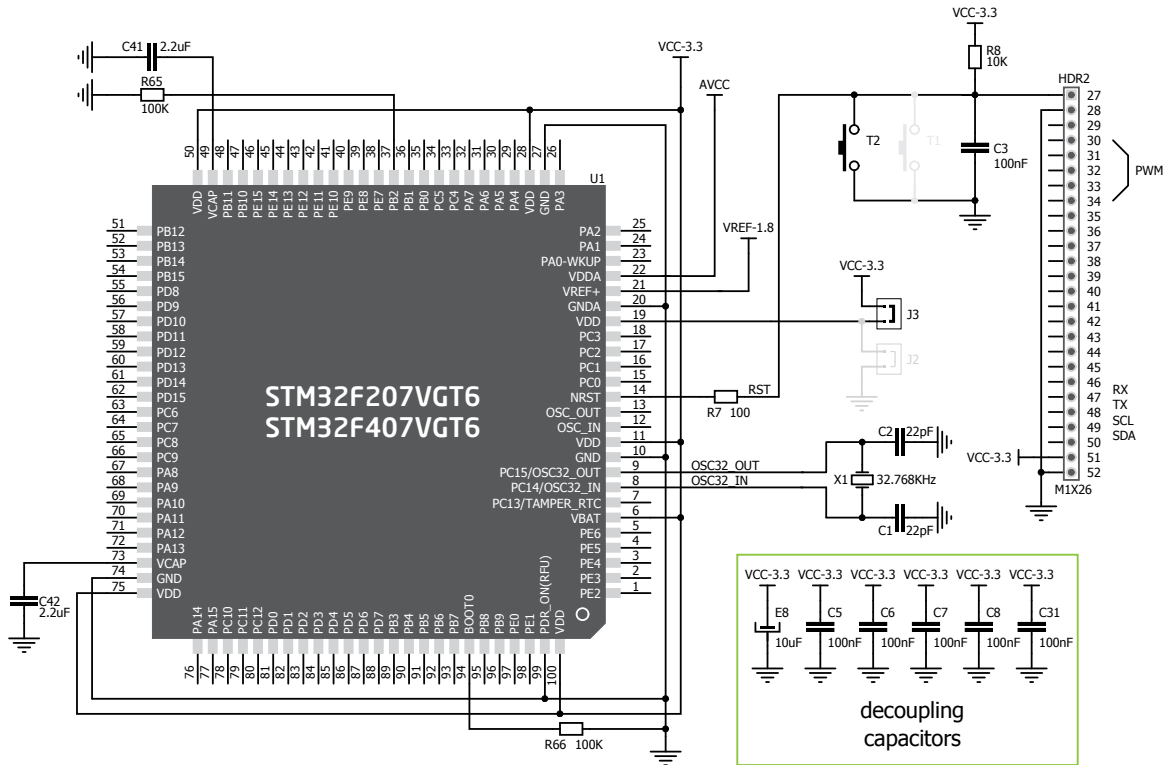 VCC-3.3
C41 2.2uF
R65
100K
VCC-3.3
AVCC
R8
10K
HDR2
27
28
29
30
31
32
33
34
35
36
37
38
39
40
41
42
43
44
45
46
47
48
49
50
51
52
M1X26
PWM
RX
TX
SCL
SDA
VCC-3.3
T2
T1
C3
100nF
50
49
48
47
46
45
44
43
42
41
40
39
38
37
36
35
34
33
32
31
30
29
28
27
26
U1
VDD
VCAP
PB11
PB10
PE15
PE14
PE13
PE12
PE11
PE10
PE9
PE8
PE7
PB2
PB1
PB0
PC5
PC4
PA7
PA6
PA5
PA4
VDD
GND
PA3
51 PB12
52 PB13
53 PB14
54 PB15
55 PD8
56 PD9
57 PD10
58 PD11
59 PD12
60 PD13
61 PD14
62 PD15
63 PC6
64 PC7
65 PC8
66 PC9
67 PA8
68 PA9
69 PA10
70 PA11
71 PA12
72 PA13
73 VCAP
74 GND
75 VDD
STM32F207VGT6
STM32F407VGT6
PA2 25
PA1 24
PA0-WKUP 23
VDDA 22
VREF+ 21
GNDA 20
VDD 19
PC3 18
PC2 17
PC1 16
PC0 15
NRST 14
OSC_OUT 13
OSC_IN 12
VDD 11
GND 10
PC15/OSC32_OUT 9
PC14/OSC32_IN 8
PC13/TAMPER_RTC 7
VBAT 6
PE6 5
PE5 4
PE4 3
PE3 2
PE2 1
VREF-1.8
VCC-3.3
J3
J2
RST
R7 100
OSC32_OUT
OSC32_IN
C2 22pF
X1 32.768KHz
C1 22pF
C42
2.2uF
PA14
PA15
PC10
PC11
PC12
PD0
PD1
PD2
PD3
PD4
PD5
PD6
PD7
PB3
PB4
PB5
PB6
PB7
BOOT0
PB8
PB9
PE0
PE1
PDR_ON(RFU)
VDD
76
77
78
79
80
81
82
83
84
85
86
87
88
89
90
91
92
93
94
95
96
97
98
99
100
R66 100K
VCC-3.3 VCC-3.3 VCC-3.3 VCC-3.3 VCC-3.3 VCC-3.3
E8 C5 C6 C7 C8 C31
10uF 100nF 100nF 100nF 100nF 100nF
decoupling
capacitors